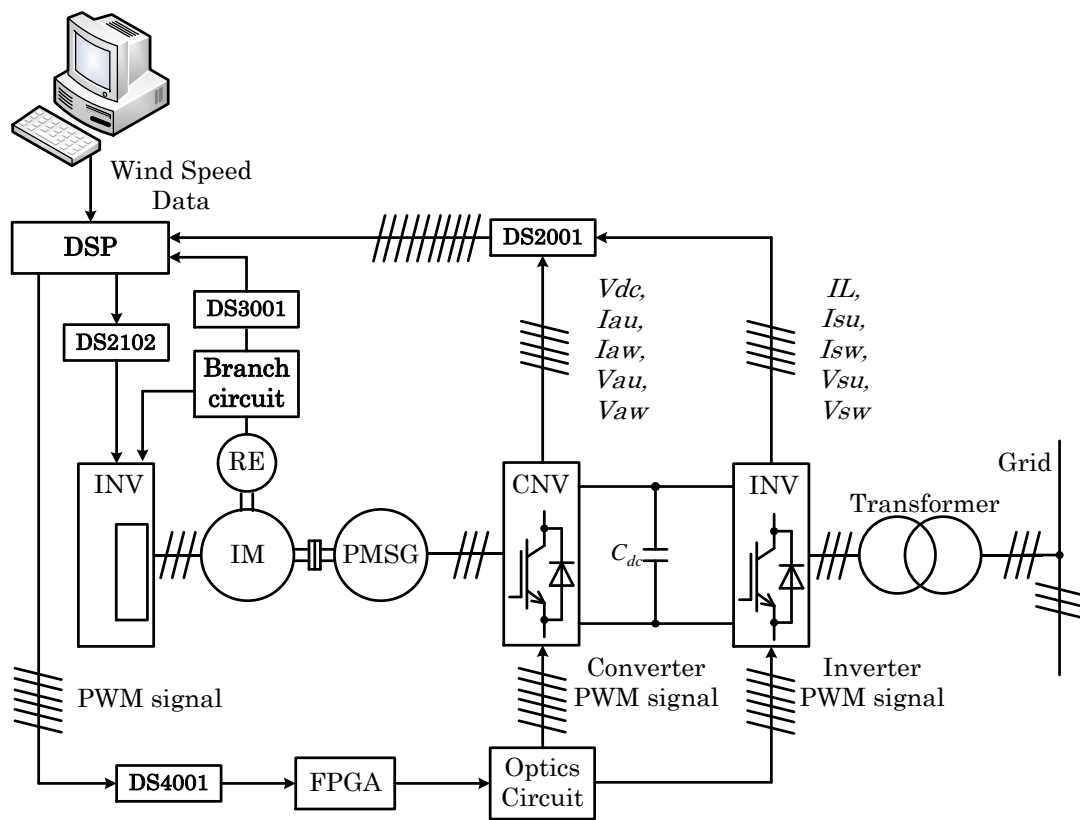 Wind Speed
Data
DSP
DS2001
DS3001
DS2102
Branch
circuit
Vdc,
Iau,
Iaw,
Vau,
Vaw
IL,
Isu,
Isw,
Vsu,
Vsw
RE
INV
IM
PMSG
CNV
C dc
INV
Transformer
Grid
PWM signal
Converter
PWM signal
Inverter
PWM signal
DS4001
FPGA
Optics
Circuit